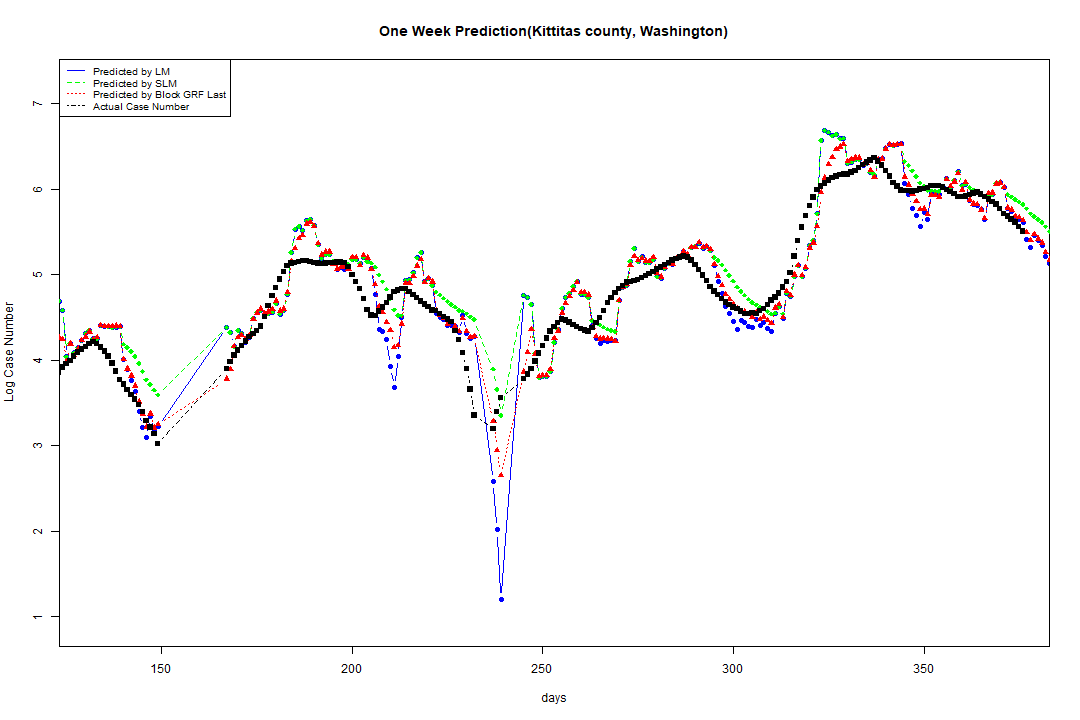 One Week Prediction(Kittitas county, Washington)
Predicted by LM
Predicted by SLM
Predicted by Block GRF Last
Actual Case Number
7
6
5
4
3
2
1
Log Case Number
150 200 250 300 350
days